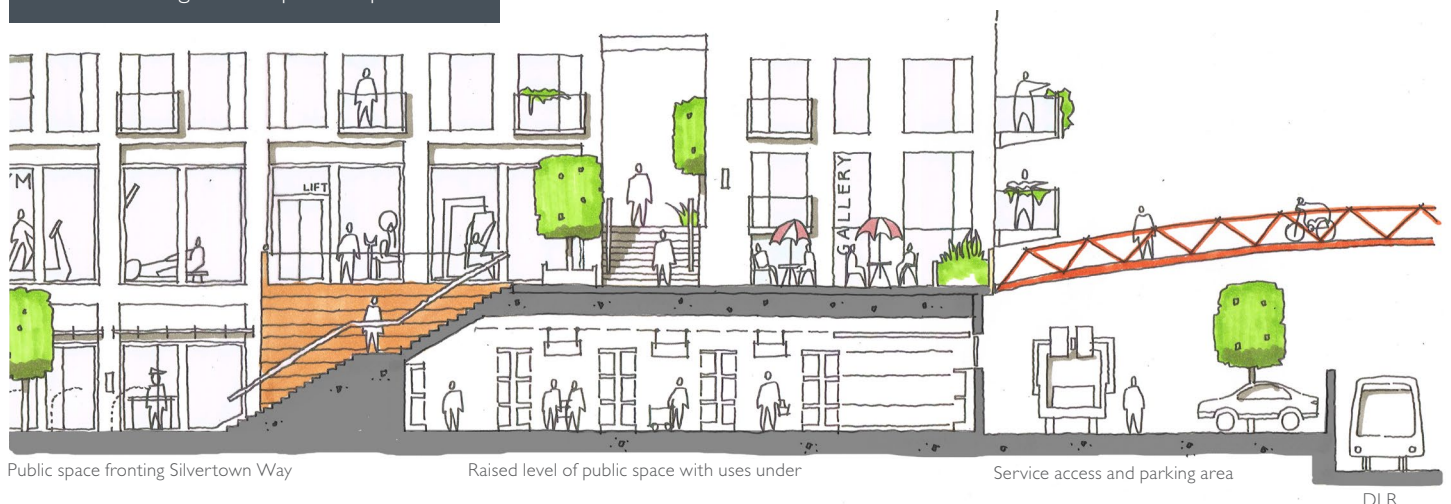 LIFT
GALLERY
Public space fronting Silvertown Way
Raised level of public space with uses under
Service access and parking area
DLR